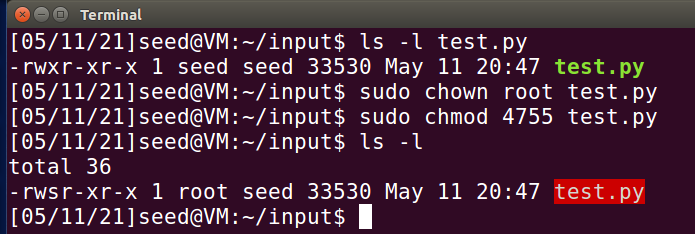 Terminal
[05/11/21]seed@VM:~/input$ ls -l test.py
-rwxr-xr-x 1 seed seed 33530 May 11 20:47 test.py
[05/11/21]seed@VM:~/input$ sudo chown root test.py
[05/11/21]seed@VM:~/input$ sudo chmod 4755 test.py
[05/11/21]seed@VM:~/input$ ls -l
total 36
-rwsr-xr-x 1 root seed 33530 May 11 20:47 test.py
[05/11/21]seed@VM:~/input$